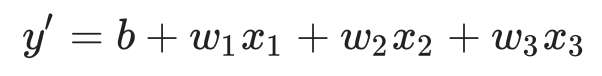 y′ = b + w₁x₁ + w₂x₂ + w₃x₃